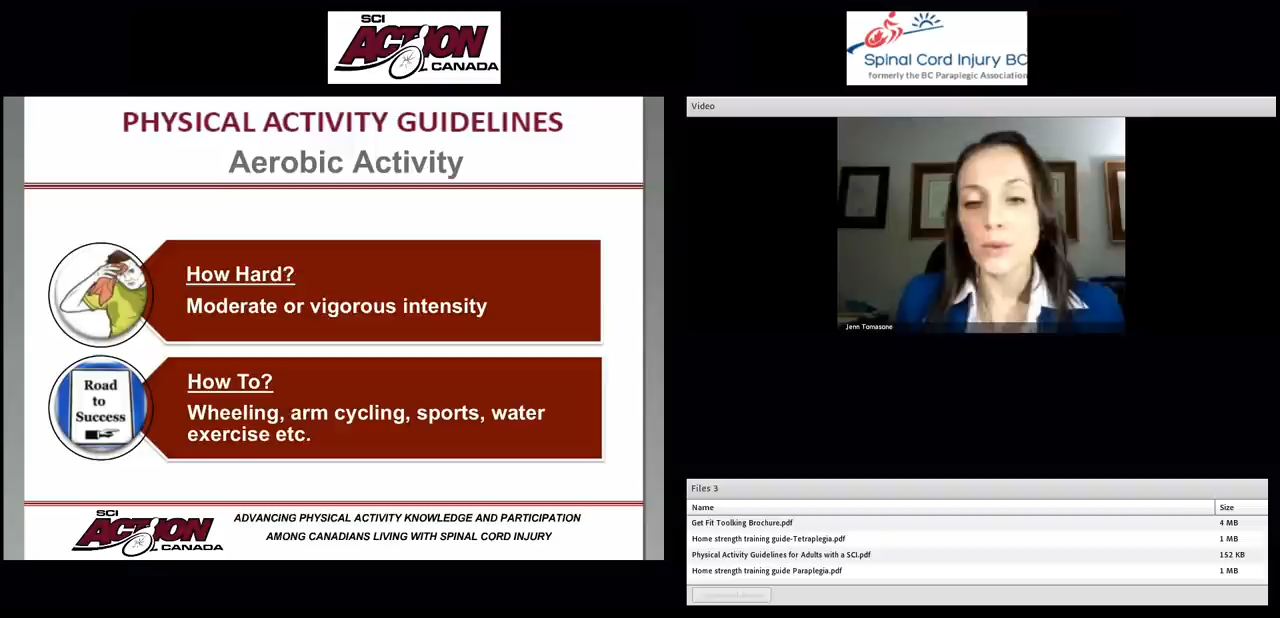 SCI
ACTION
CANADA
Spinal Cord Injury BC
formerly the BC Paraplegic Association
PHYSICAL ACTIVITY GUIDELINES
Aerobic Activity
How Hard?
Moderate or vigorous intensity
Road
to
Success
How To?
Wheeling, arm cycling, sports, water
exercise etc.
SCI
ACTION
CANADA
ADVANCING PHYSICAL ACTIVITY KNOWLEDGE AND PARTICIPATION
AMONG CANADIANS LIVING WITH SPINAL CORD INJURY
Video
Jenn Tomasone
Files 3
Name Size
Get Fit Toolking Brochure.pdf 4 MB
Home strength training guide-Tetraplegia.pdf 1 MB
Physical Activity Guidelines for Adults with a SCI.pdf 152 KB
Home strength training guide Paraplegia.pdf 1 MB